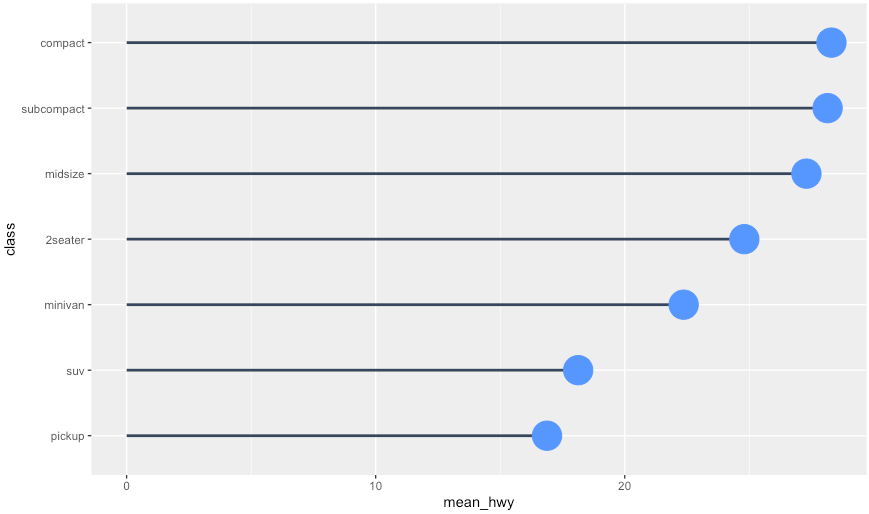 compact
subcompact
midsize
2seater
minivan
suv
pickup
class
0 10 20
mean_hwy